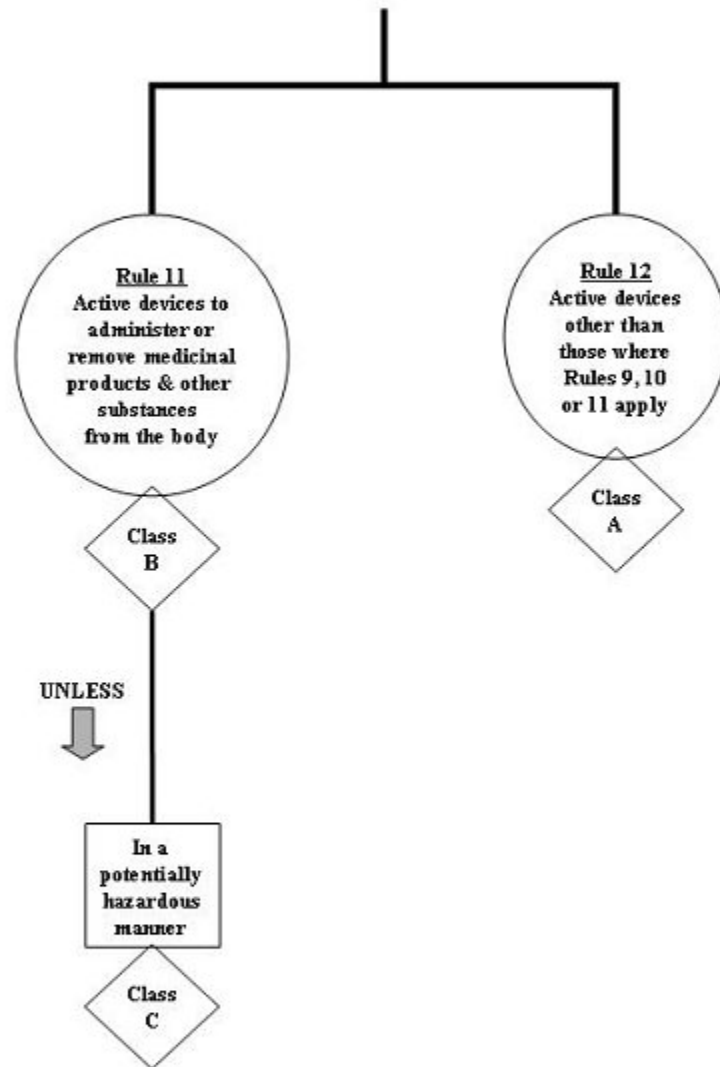 Rule 11
Active devices to
administer or
remove medicinal
products & other
substances
from the body
Class
B
UNLESS
In a
potentially
hazardous
manner
Class
C
Rule 12
Active devices
other than
those where
Rules 9, 10
or 11 apply
Class
A